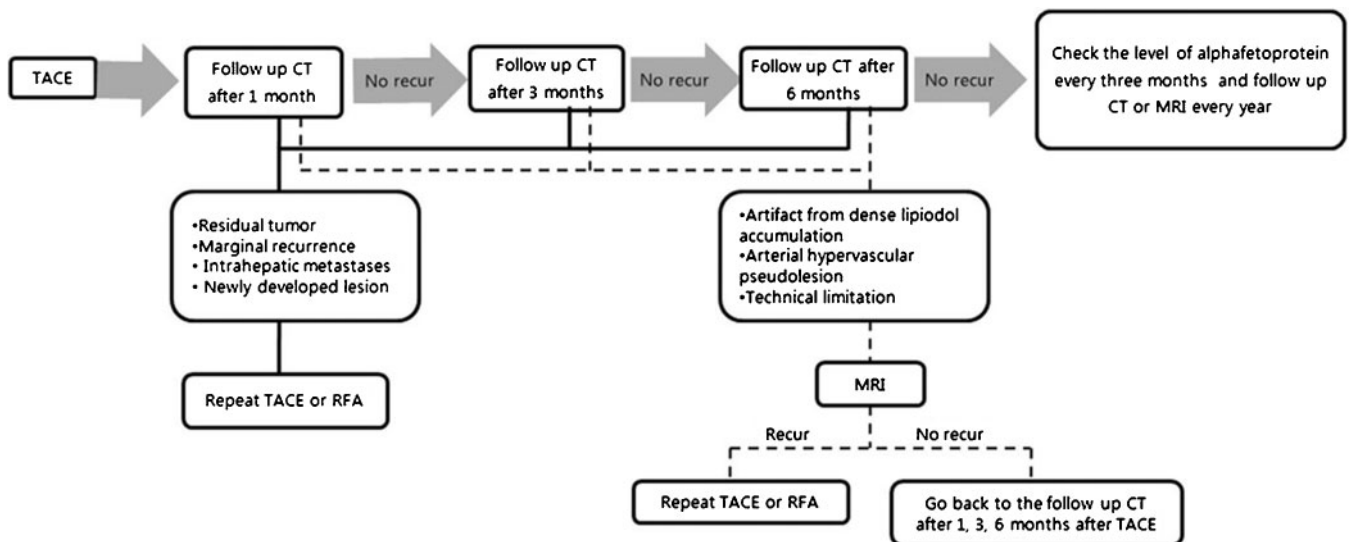 TACE
Follow up CT
after 1 month
No recur
Follow up CT
after 3 months
No recur
Follow up CT after
6 months
No recur
Check the level of alphafetoprotein
every three months and follow up
CT or MRI every year
•Residual tumor
•Marginal recurrence
• Intrahepatic metastases
• Newly developed lesion
•Artifact from dense lipiodol
accumulation
•Arterial hypervascular
pseudolesion
•Technical limitation
Repeat TACE or RFA
MRI
Recur
No recur
Repeat TACE or RFA
Go back to the follow up CT
after 1, 3, 6 months after TACE